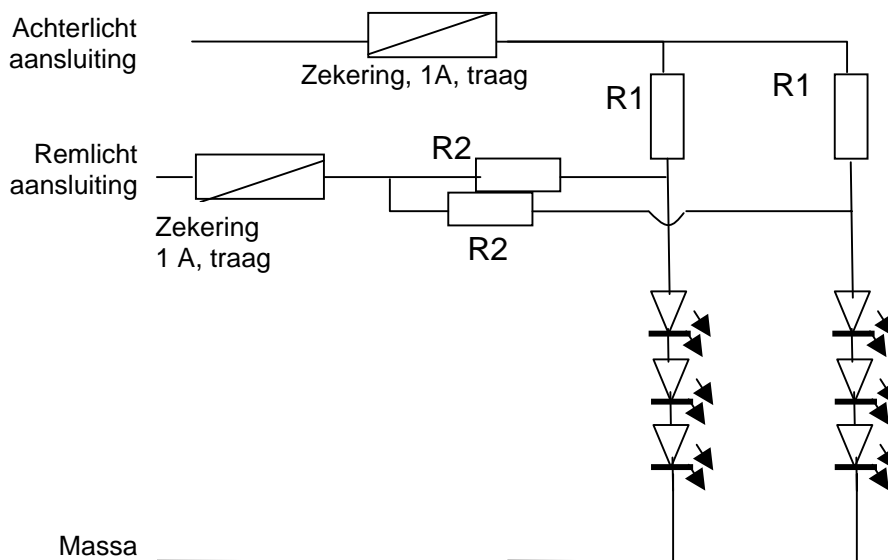 Achterlicht
aansluiting
Zekering, 1A, traag
R1
R1
Remlicht
aansluiting
R2
Zekering
1 A, traag
R2
Massa